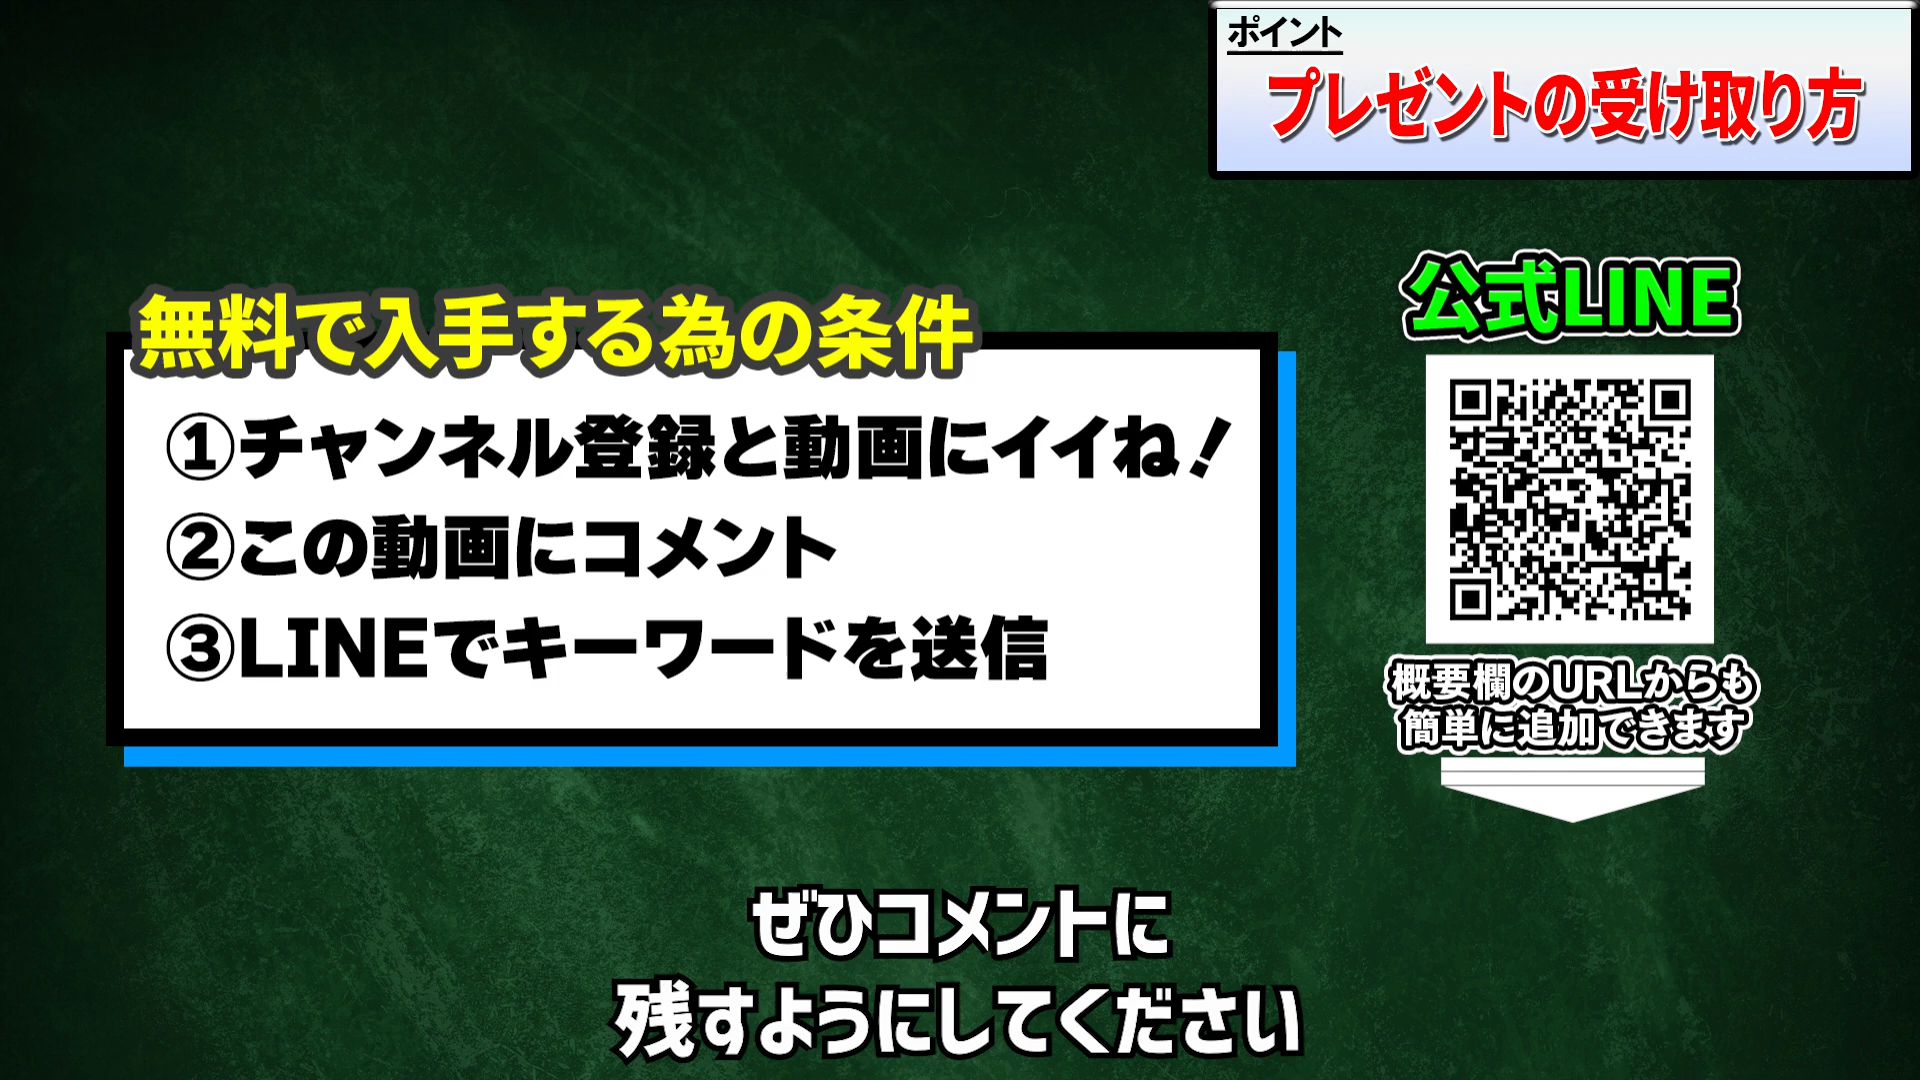 ポイント
プレゼントの受け取り方
無料で入手する為の条件
①チャンネル登録と動画にイイね！
②この動画にコメント
③LINEでキーワードを送信
公式LINE
概要欄のURLからも
簡単に追加できます
ぜひコメントに
残すようにしてください